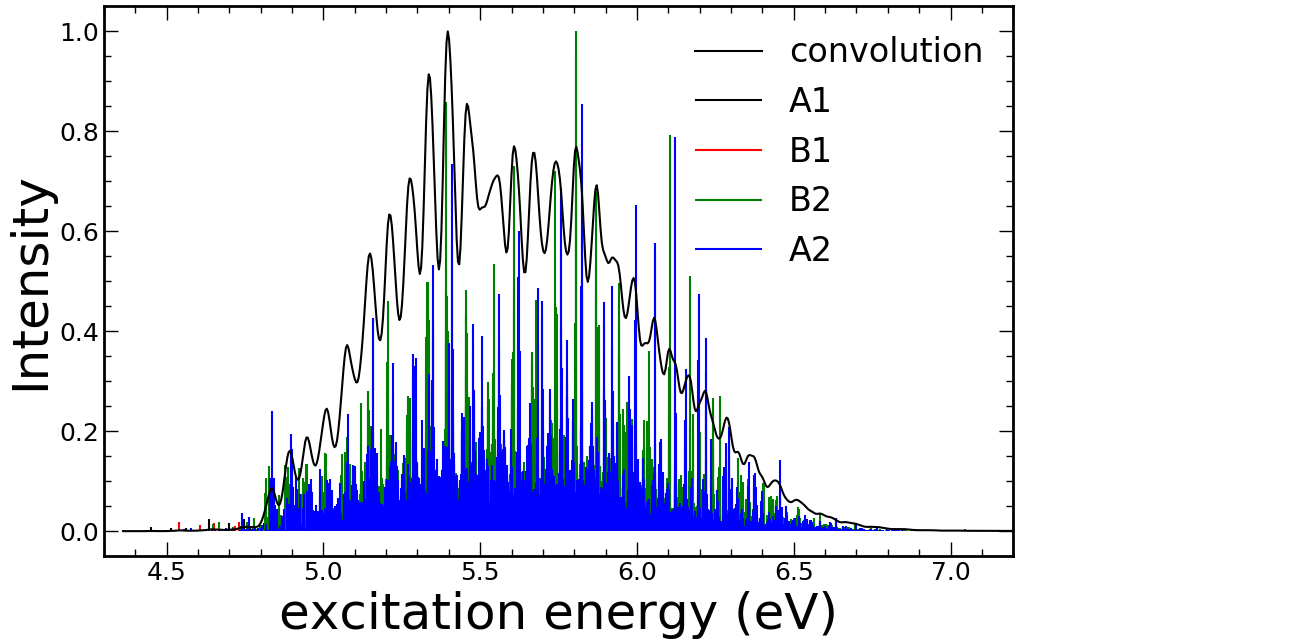 Intensity
1.0
0.8
0.6
0.4
0.2
0.0
4.5 5.0 5.5 6.0 6.5 7.0
excitation energy (eV)
convolution
A1
B1
B2
A2